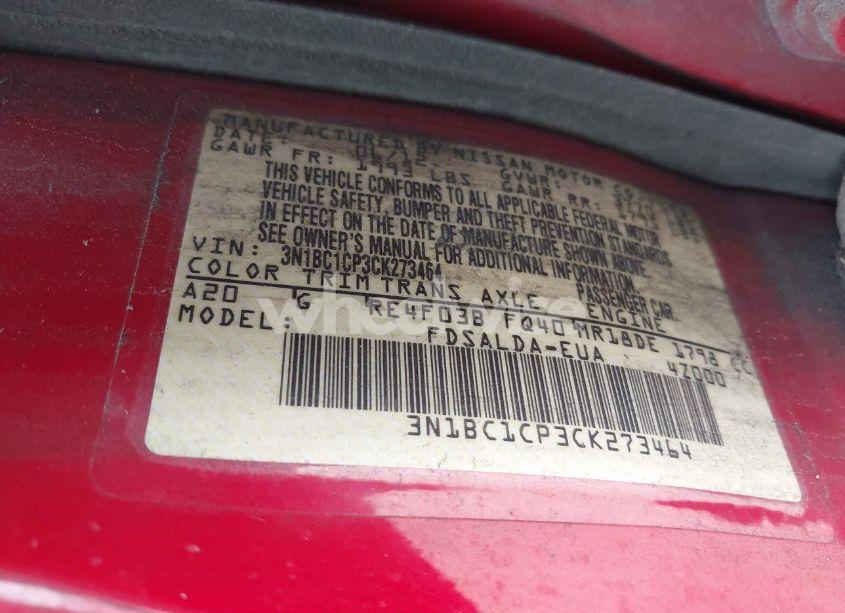 MANUFACTURED BY NISSAN MOTOR CO.
DATE: GVWR:
GAWR FR: 1793 LBS. GAWR RR:
THIS VEHICLE CONFORMS TO ALL APPLICABLE FEDERAL MOTOR
VEHICLE SAFETY, BUMPER AND THEFT PREVENTION STANDARDS
IN EFFECT ON THE DATE OF MANUFACTURE SHOWN ABOVE.
SEE OWNER'S MANUAL FOR ADDITIONAL INFORMATION.
VIN: 3N1BC1CP3CK273464 PASSENGER CAR
COLOR TRIM TRANS AXLE ENGINE
A20 G RE4F03B FQ40 MR18DE 1798 CC
MODEL: FDSALDA-EUA 4Z000
3N1BC1CP3CK273464